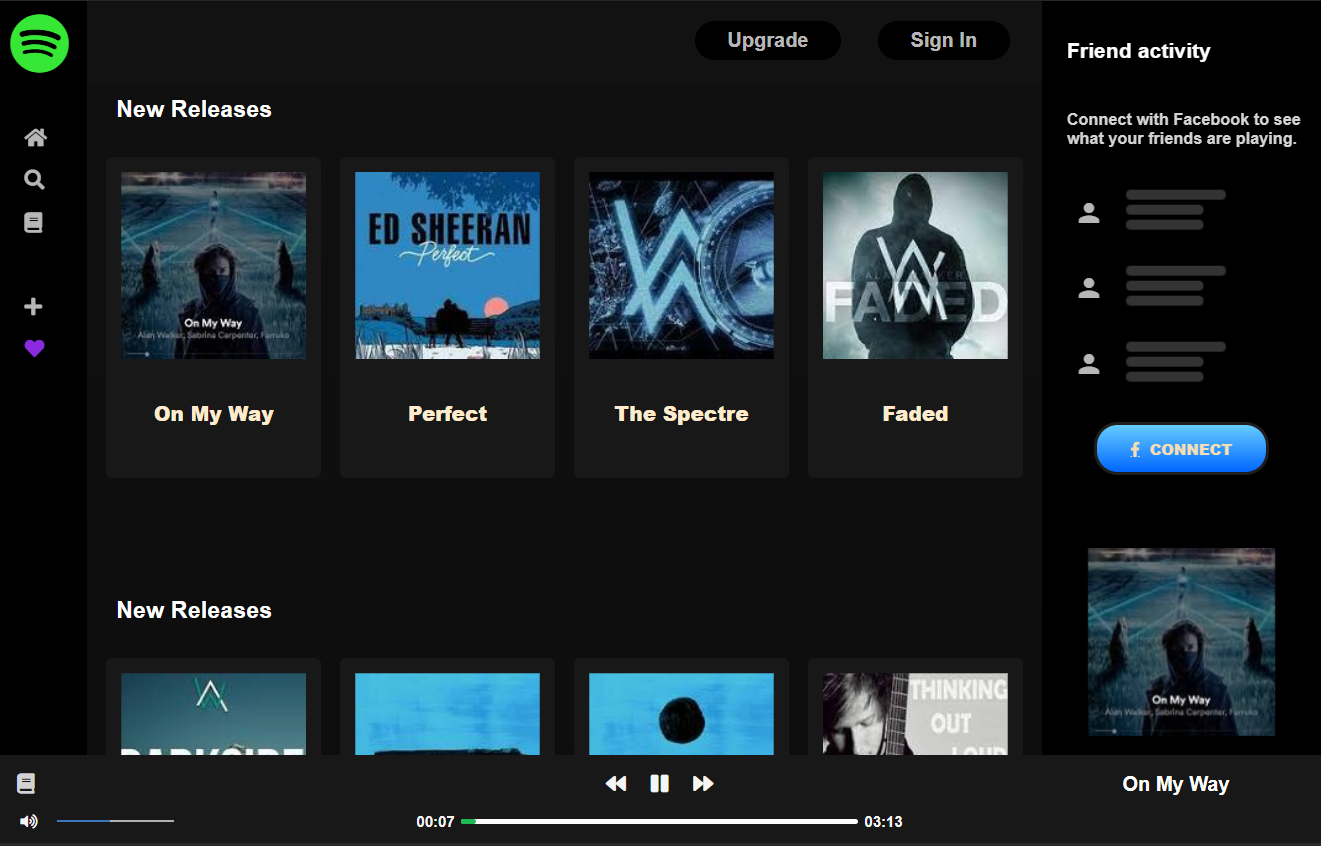 Upgrade
Sign In
Friend activity
New Releases
Connect with Facebook to see
what your friends are playing.
On My Way
Alan Walker, Sabrina Carpenter, Farruko
ED SHEERAN
Perfect
FADED
On My Way
Perfect
The Spectre
Faded
CONNECT
New Releases
On My Way
Alan Walker, Sabrina Carpenter, Farruko
DARKSIDE
THINKING
OUT
LOUD
On My Way
00:07
03:13